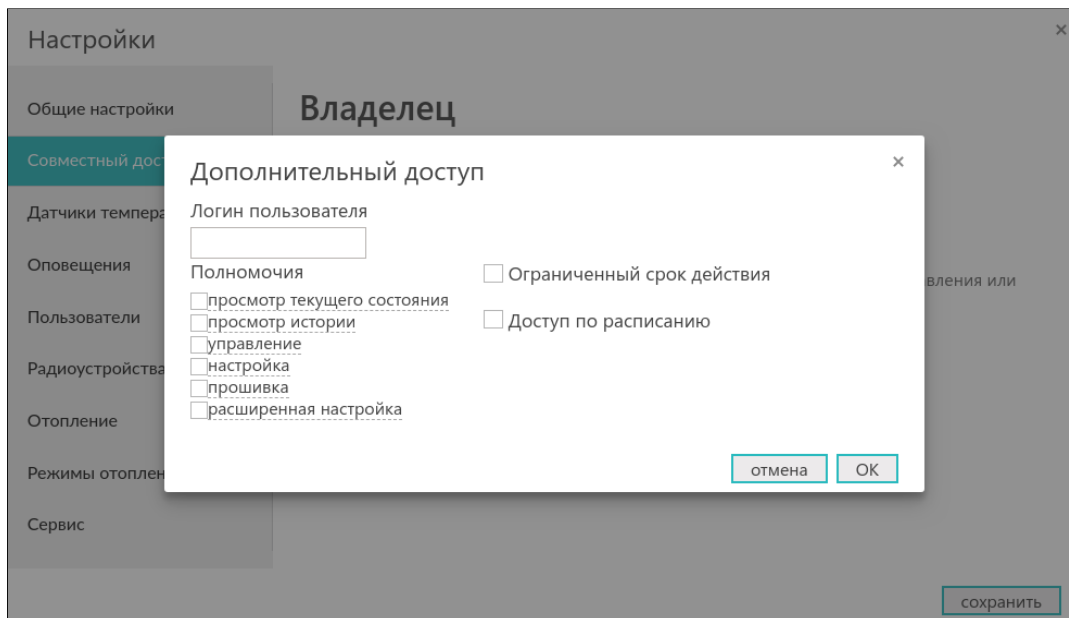 Настройки
×
Общие настройки
Совместный дос
Датчики темпера
Оповещения
Пользователи
Радиоустройства
Отопление
Режимы отоплен
Сервис
Владелец
вления или
Дополнительный доступ
×
Логин пользователя
Полномочия
просмотр текущего состояния
просмотр истории
управление
настройка
прошивка
расширенная настройка
Ограниченный срок действия
Доступ по расписанию
отмена
ОК
сохранить